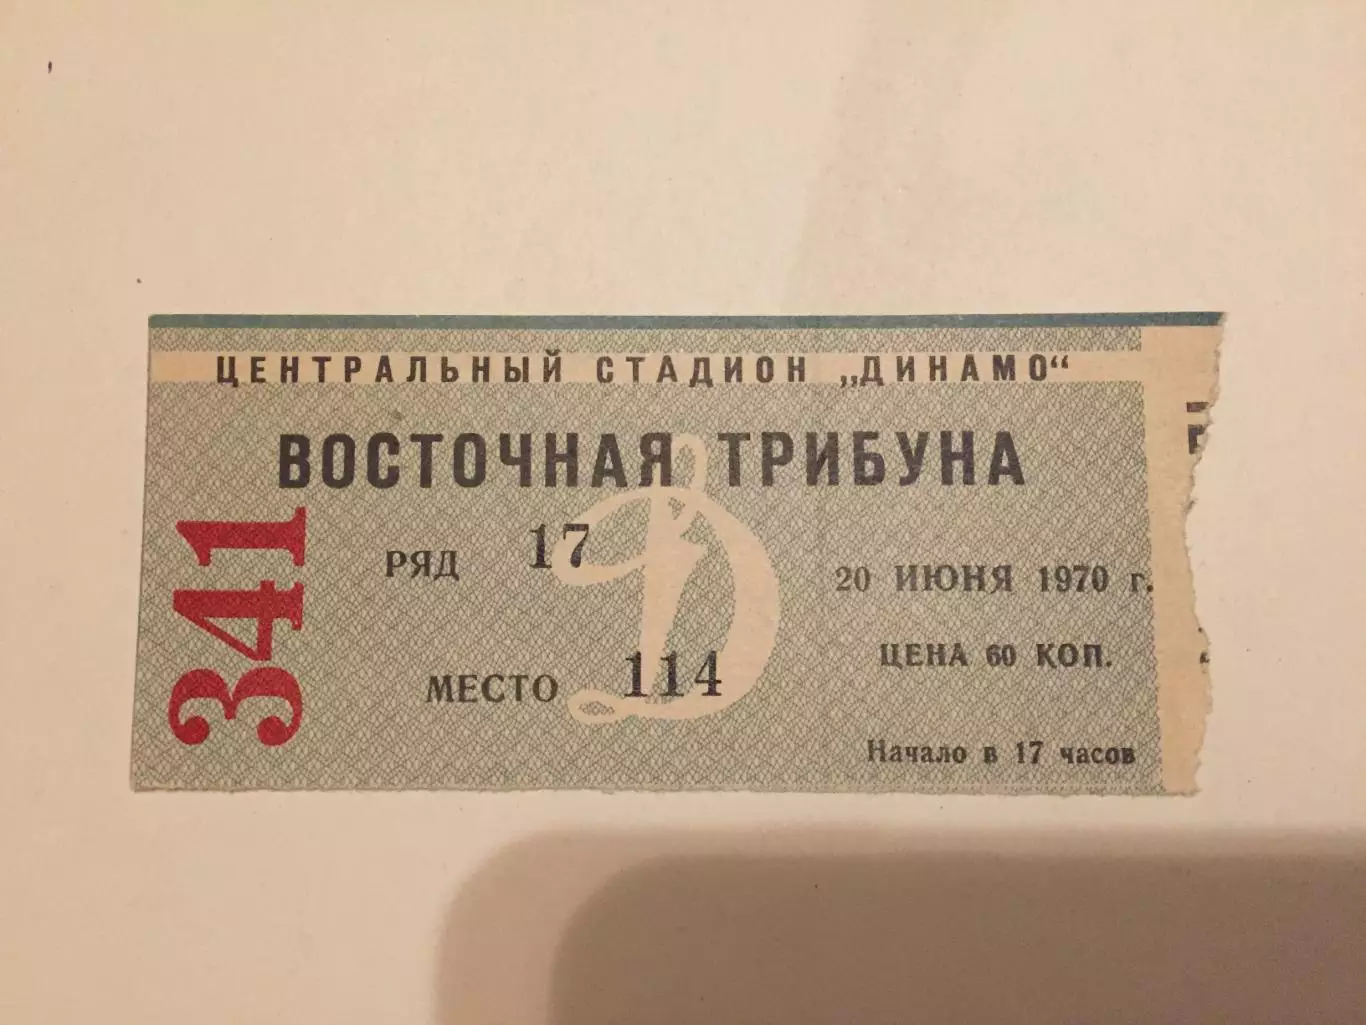 ЦЕНТРАЛЬНЫЙ СТАДИОН „ДИНАМО“
ВОСТОЧНАЯ ТРИБУНА
341
РЯД 17
МЕСТО 114
20 ИЮНЯ 1970 г.
ЦЕНА 60 КОП.
Начало в 17 часов